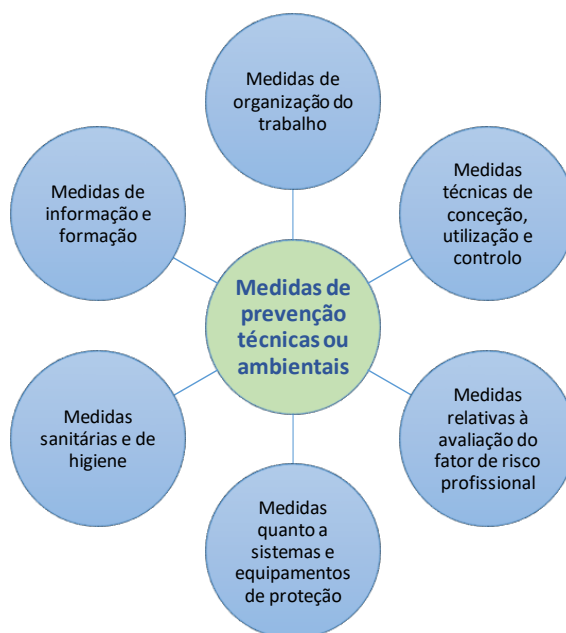 Medidas de
organização do
trabalho
Medidas de
informação e
formação
Medidas
técnicas de
conceção,
utilização e
controlo
Medidas de
prevenção
técnicas ou
ambientais
Medidas
sanitárias e de
higiene
Medidas
relativas à
avaliação do
fator de risco
profissional
Medidas
quanto a
sistemas e
equipamentos
de proteção